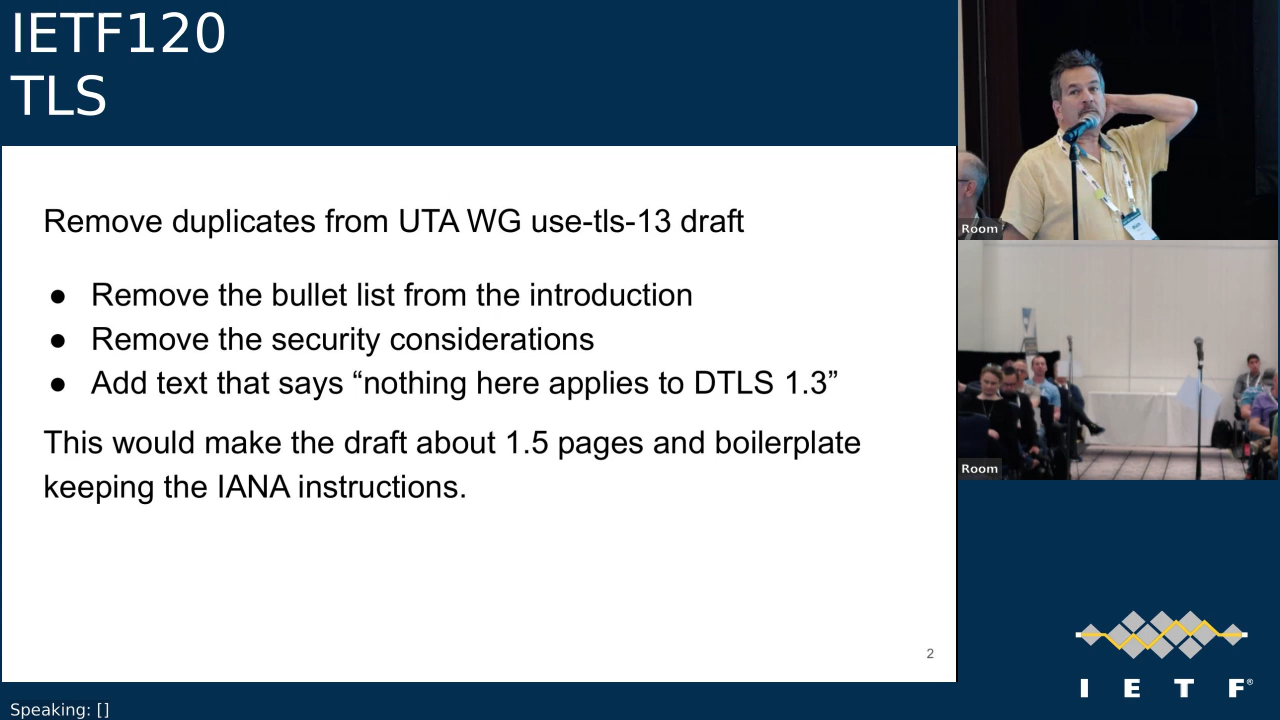 IETF120
TLS
Remove duplicates from UTA WG use-tls-13 draft
● Remove the bullet list from the introduction
● Remove the security considerations
● Add text that says “nothing here applies to DTLS 1.3”
This would make the draft about 1.5 pages and boilerplate
keeping the IANA instructions.
2
Room
Room
I E T F®
Speaking: []